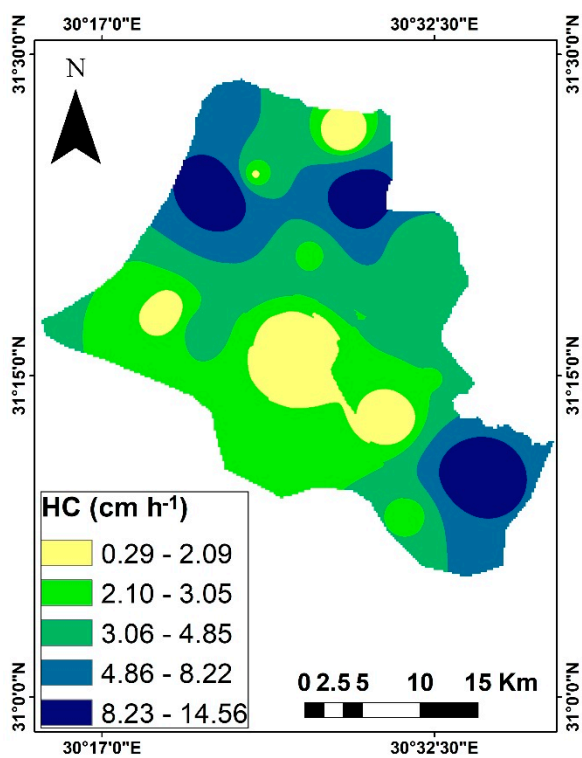 30°17'0"E 30°32'30"E
31°30'0"N 31°30'0"N
N
31°15'0"N 31°15'0"N
HC (cm h-1)
0.29 - 2.09
2.10 - 3.05
3.06 - 4.85
4.86 - 8.22
8.23 - 14.56
0 2.5 5 10 15 Km
31°0'0"N 31°0'0"N
30°17'0"E 30°32'30"E